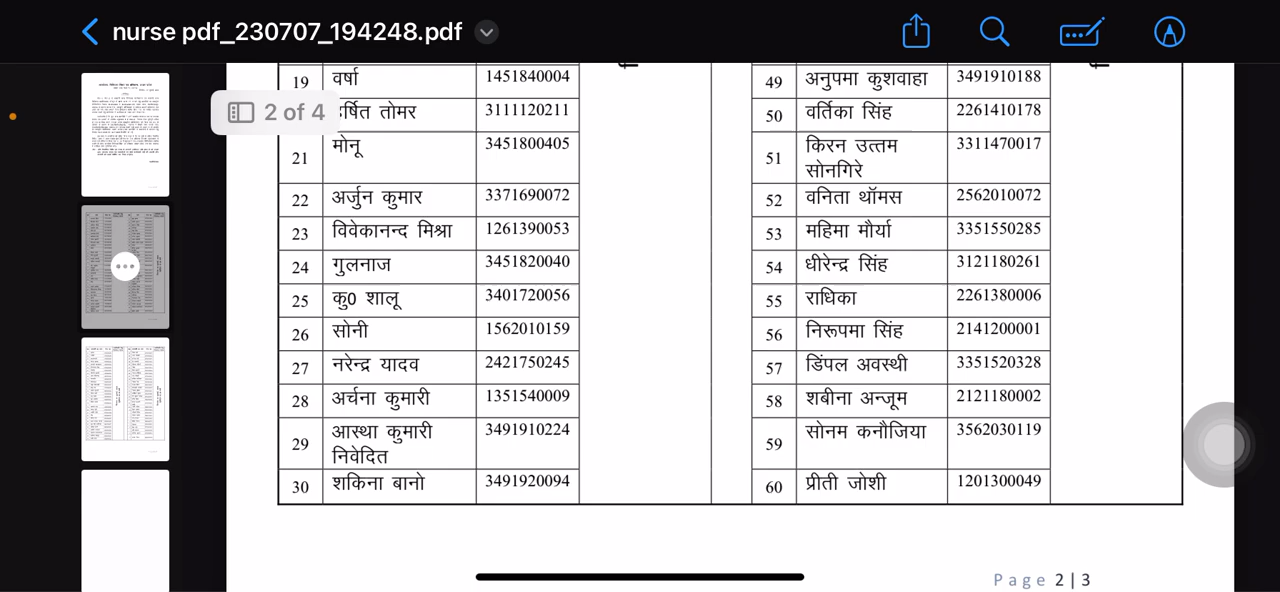 nurse pdf_230707_194248.pdf
2 of 4
19 वर्षा 1451840004
हर्षित तोमर 3111120211
21 मोनू 3451800405
22 अर्जुन कुमार 3371690072
23 विवेकानन्द मिश्रा 1261390053
24 गुलनाज 3451820040
25 कु0 शालू 3401720056
26 सोनी 1562010159
27 नरेन्द्र यादव 2421750245
28 अर्चना कुमारी 1351540009
29 आस्था कुमारी 3491910224
निवेदित
30 शकिना बानो 3491920094
49 अनुपमा कुशवाहा 3491910188
50 वर्तिका सिंह 2261410178
51 किरन उत्तम 3311470017
सोनगिरे
52 वनिता थॉमस 2562010072
53 महिमा मौर्या 3351550285
54 धीरेन्द्र सिंह 3121180261
55 राधिका 2261380006
56 निरूपमा सिंह 2141200001
57 डिंपल अवस्थी 3351520328
58 शबीना अन्जूम 2121180002
59 सोनम कनौजिया 3562030119
60 प्रीती जोशी 1201300049
Page 2|3